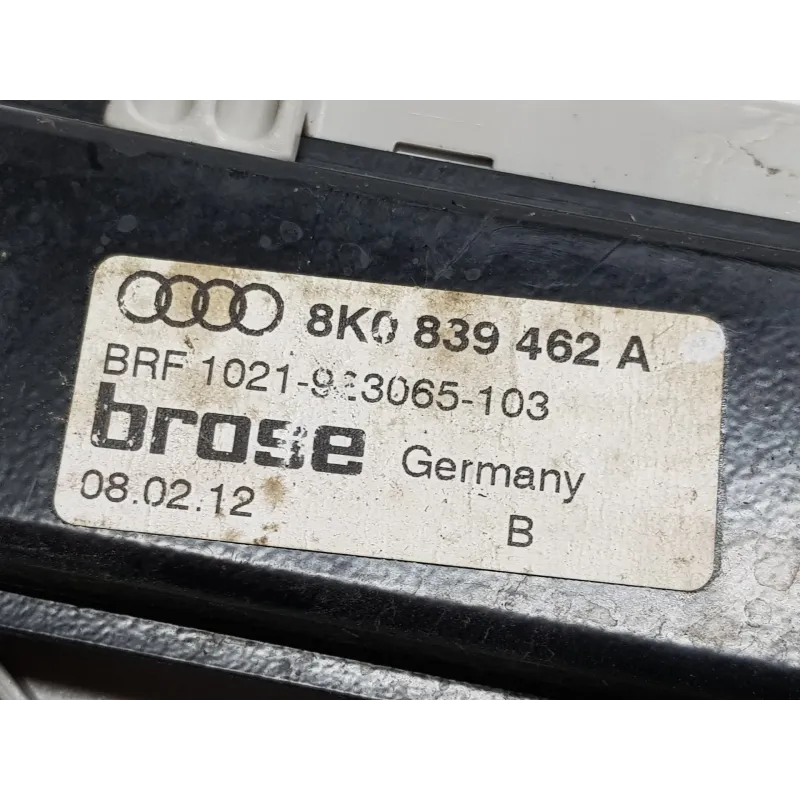 8K0 839 462 A
BRF
brose Germany
08.02.12
B